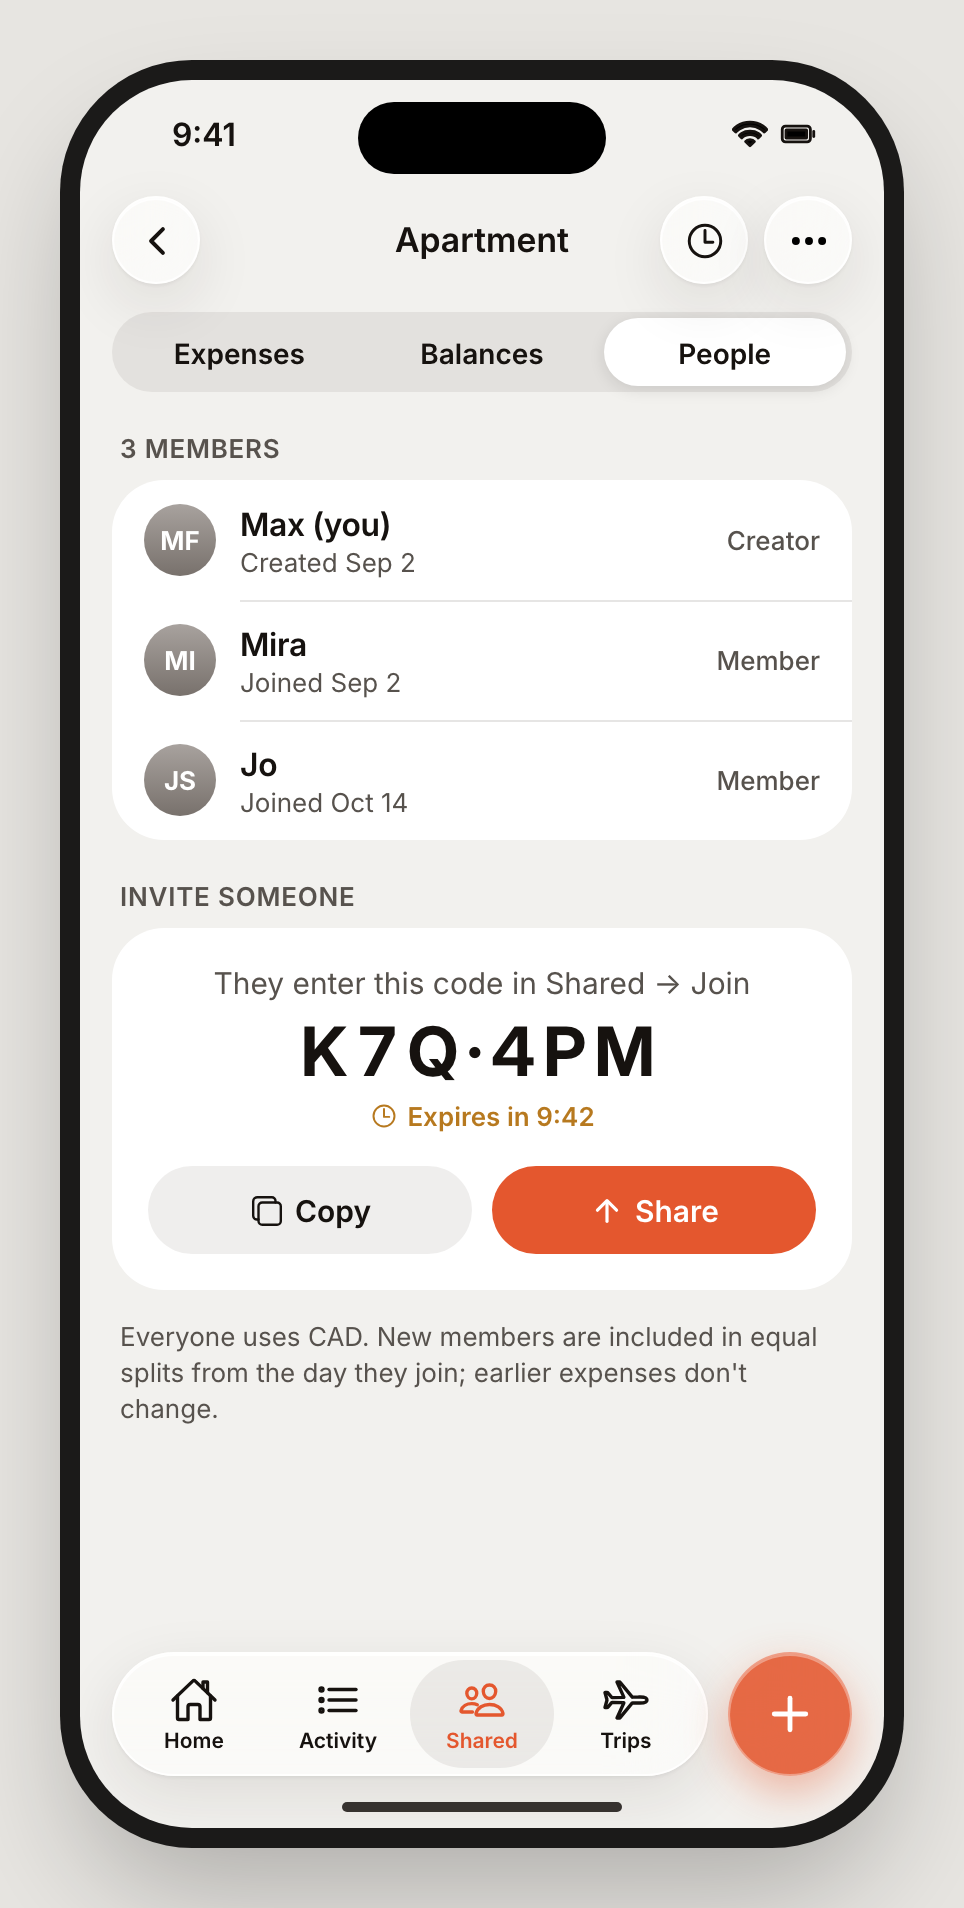 9:41
Apartment
Expenses Balances People
3 MEMBERS
MF Max (you) Creator
Created Sep 2
MI Mira Member
Joined Sep 2
JS Jo Member
Joined Oct 14
INVITE SOMEONE
They enter this code in Shared → Join
K7Q·4PM
Expires in 9:42
Copy Share
Everyone uses CAD. New members are included in equal
splits from the day they join; earlier expenses don't
change.
Home Activity Shared Trips